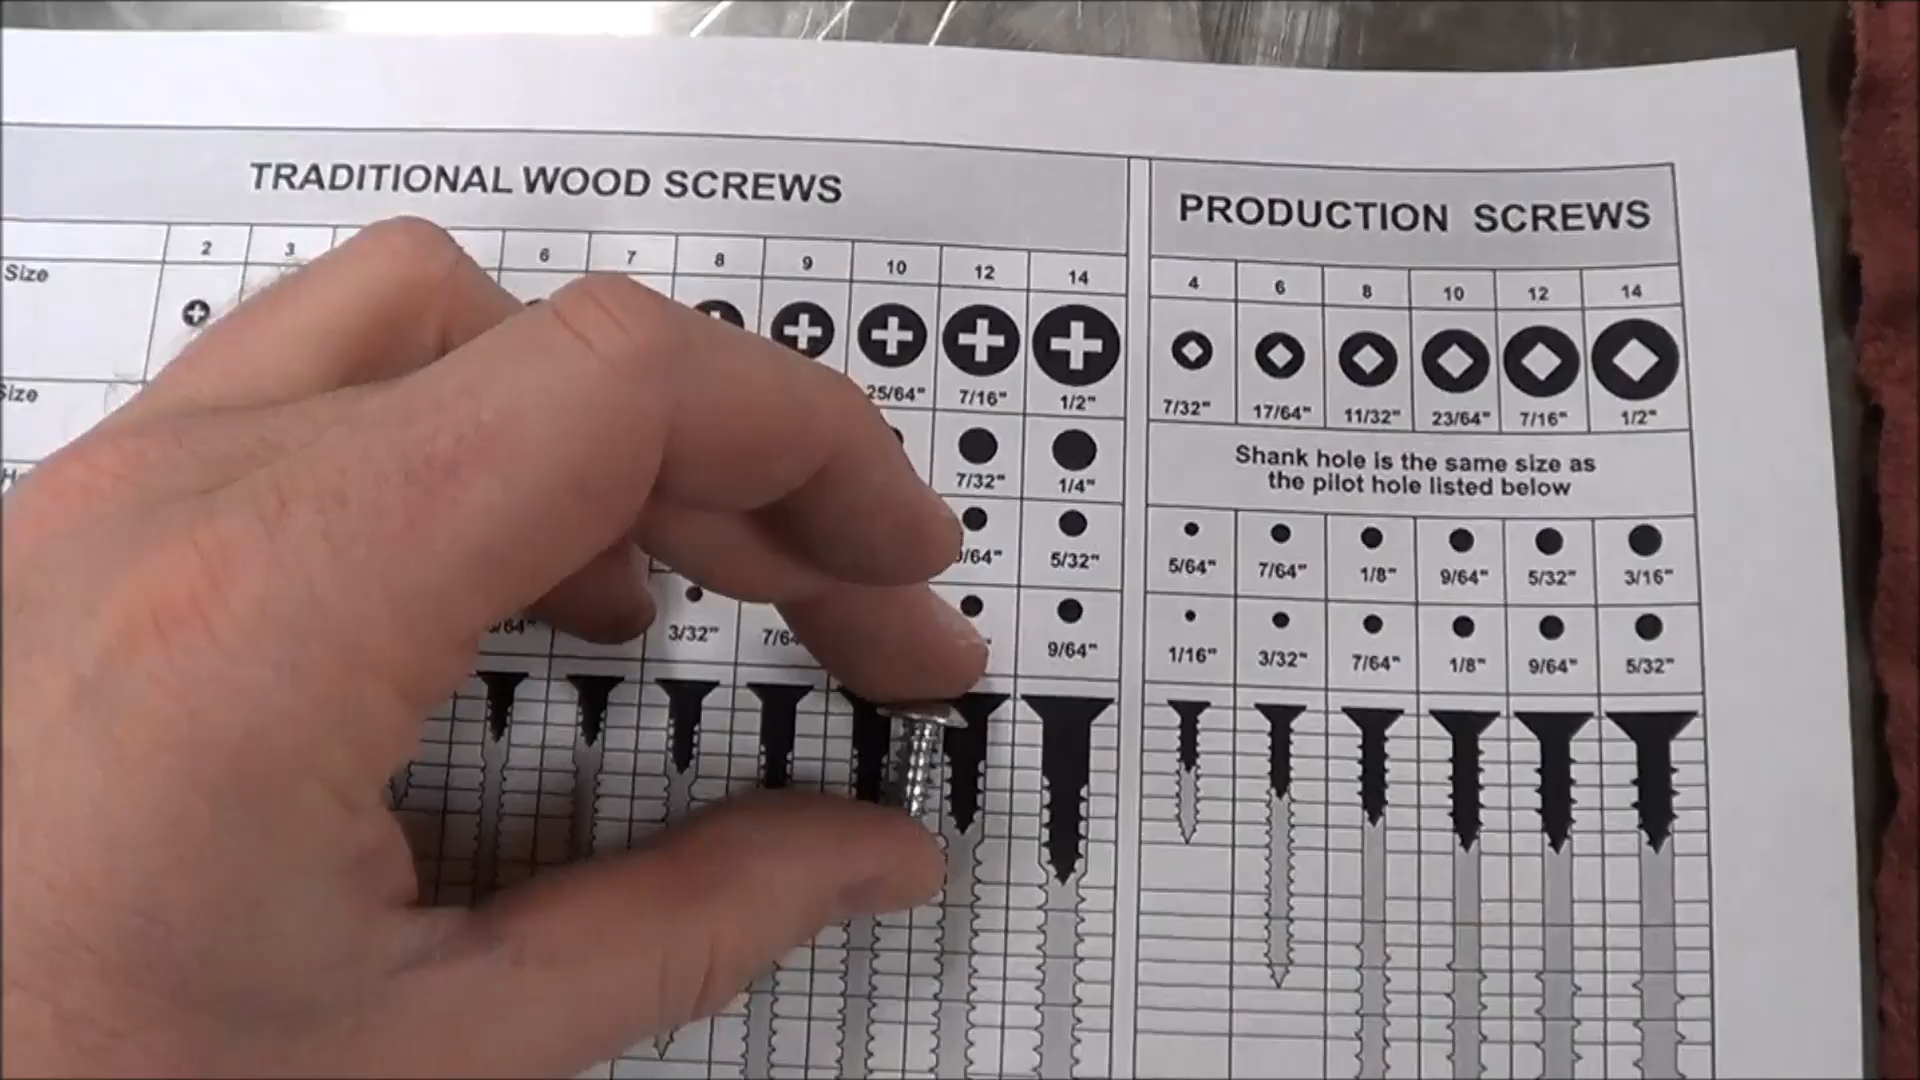 TRADITIONAL WOOD SCREWS
PRODUCTION SCREWS
2 3 6 7 8 9 10 12 14
4 6 8 10 12 14
Size
25/64" 7/16" 1/2"
7/32" 17/64" 11/32" 23/64" 7/16" 1/2"
Size
7/32" 1/4"
Shank hole is the same size as
the pilot hole listed below
5/32"
5/64" 7/64" 1/8" 9/64" 5/32" 3/16"
3/32" 9/64"
1/16" 3/32" 7/64" 1/8" 9/64" 5/32"